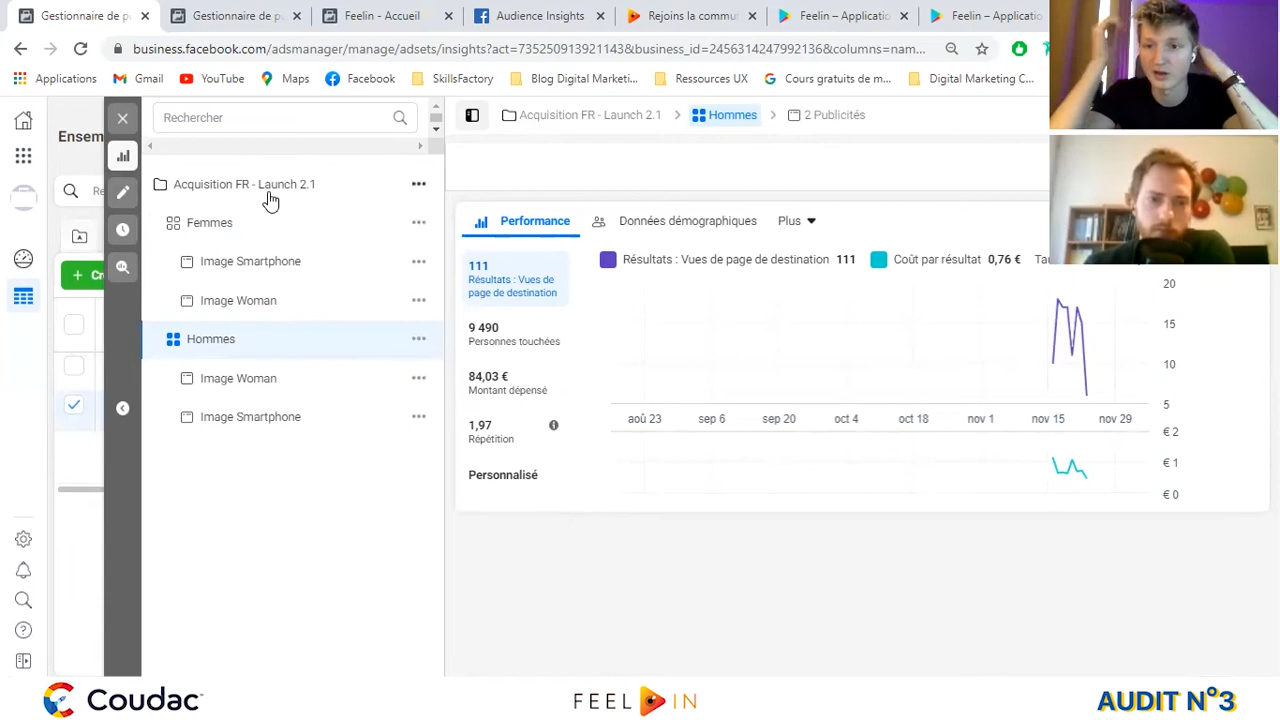 Gestionnaire de p
Gestionnaire de pu
Feelin - Accueil
Audience Insights
Rejoins la commu
Feelin – Applicatio
Feelin – Applicatio
business.facebook.com/adsmanager/manage/adsets/insights?act=735250913921143&business_id=2456314247992136&columns=nam...
Applications
Gmail
YouTube
Maps
Facebook
SkillsFactory
Blog Digital Marketi...
Ressources UX
Cours gratuits de m...
Digital Marketing C...
Ensem
Rechercher
Acquisition FR - Launch 2.1
Hommes
2 Publicités
Re
Acquisition FR - Launch 2.1
Femmes
Image Smartphone
Image Woman
Hommes
Image Woman
Image Smartphone
Performance
Données démographiques
Plus
111
Résultats : Vues de
page de destination
9 490
Personnes touchées
84,03 €
Montant dépensé
1,97
Répétition
Personnalisé
Résultats : Vues de page de destination 111
Coût par résultat 0,76 €
20
15
10
5
aoû 23
sep 6
sep 20
oct 4
oct 18
nov 1
nov 15
nov 29
€ 2
€ 1
€ 0
Coudac
FEEL IN
AUDIT N°3